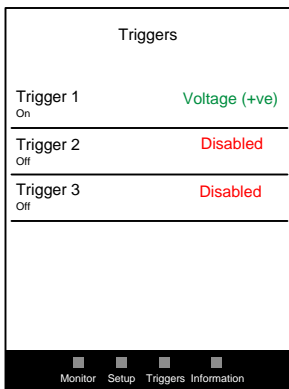 Triggers
Trigger 1 Voltage (+ve)
On
Trigger 2 Disabled
Off
Trigger 3 Disabled
Off
Monitor Setup Triggers Information